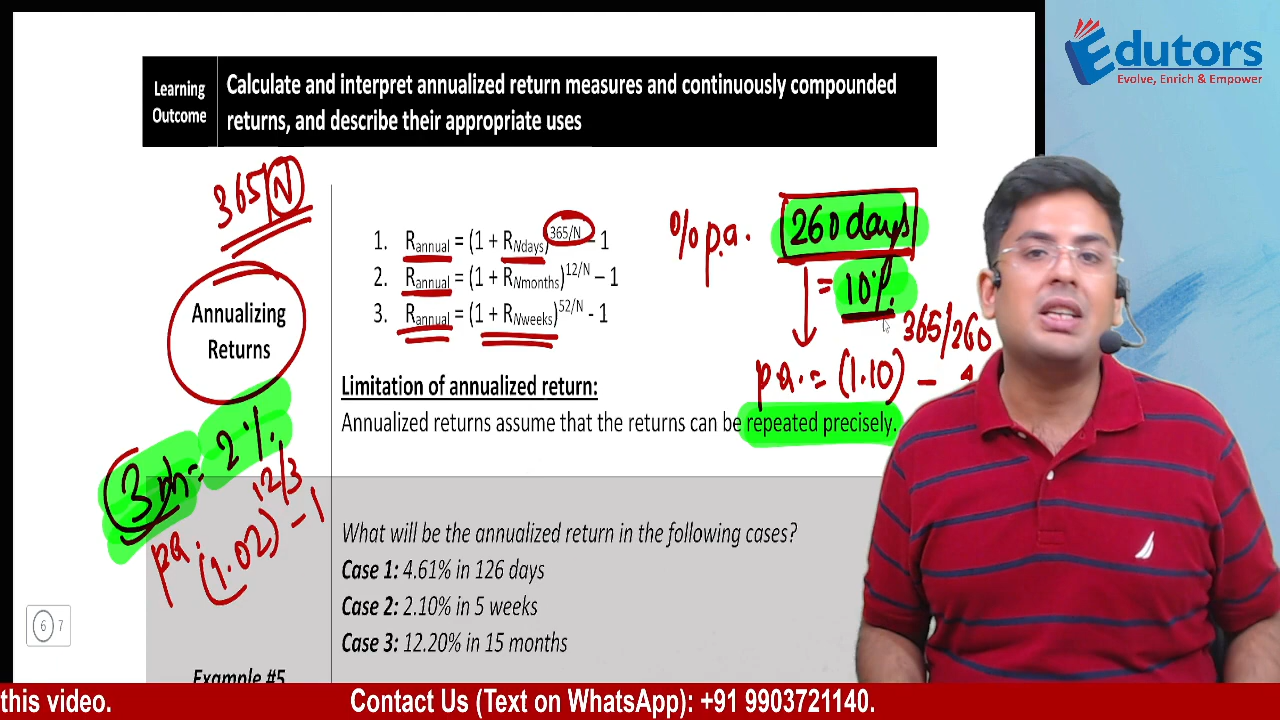 Edutors
Evolve, Enrich & Empower
Learning Outcome
Calculate and interpret annualized return measures and continuously compounded
returns, and describe their appropriate uses
365/N
Annualizing
Returns
1. Rannual = (1 + RNdays)365/N – 1
2. Rannual = (1 + RNmonths)12/N – 1
3. Rannual = (1 + RNweeks)52/N - 1
% p.a. 260 days
= 10%.
p.a. = (1.10)365/260 –
Limitation of annualized return:
Annualized returns assume that the returns can be repeated precisely.
= 2%.
p.a. (1.02)12/3 – 1
What will be the annualized return in the following cases?
Case 1: 4.61% in 126 days
Case 2: 2.10% in 5 weeks
Case 3: 12.20% in 15 months
6 7
Example #5
this video. Contact Us (Text on WhatsApp): +91 9903721140.